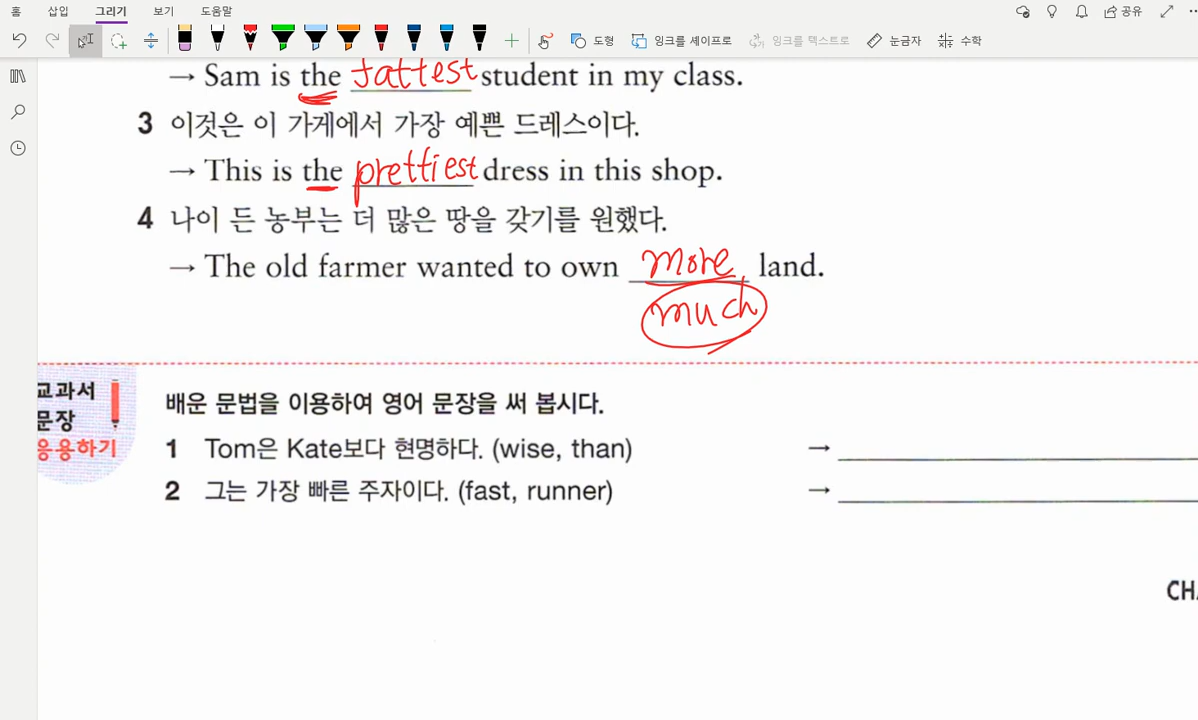 홈 삽입 그리기 보기 도움말 공유
도형 잉크를 셰이프로 잉크를 텍스트로 눈금자 수학
→ Sam is the fattest student in my class.
3 이것은 이 가게에서 가장 예쁜 드레스이다.
→ This is the prettiest dress in this shop.
4 나이 든 농부는 더 많은 땅을 갖기를 원했다.
→ The old farmer wanted to own more land.
much
교과서
문장
응용하기
배운 문법을 이용하여 영어 문장을 써 봅시다.
1 Tom은 Kate보다 현명하다. (wise, than) →
2 그는 가장 빠른 주자이다. (fast, runner) →
CHA